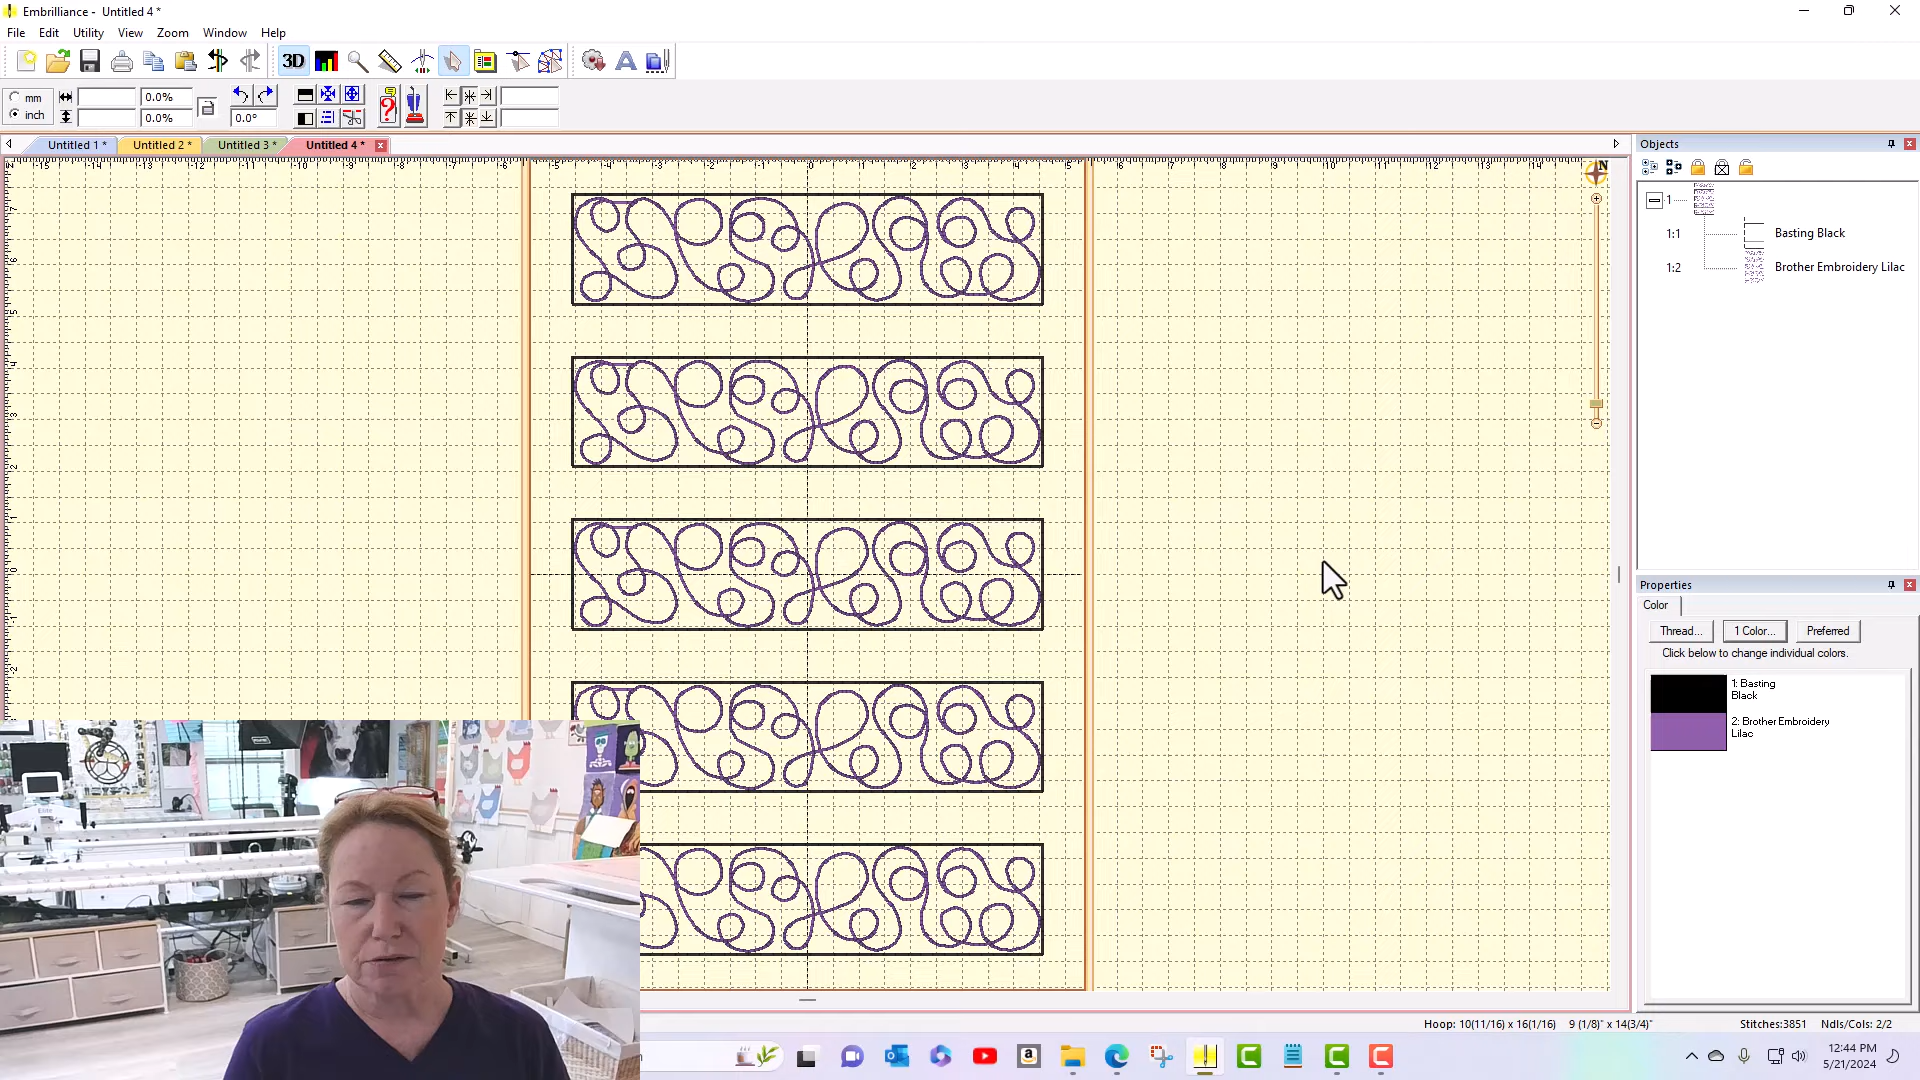 Embrilliance - Untitled 4 *
File Edit Utility View Zoom Window Help
3D
mm
0.0%
inch
0.0%
0.0°
Untitled 1 * Untitled 2 * Untitled 3 * Untitled 4 *
N
Objects
1
1:1 Basting Black
1:2 Brother Embroidery Lilac
Properties
Color
Thread... 1 Color... Preferred
Click below to change individual colors.
1: Basting
Black
2: Brother Embroidery
Lilac
Hoop: 10(11/16) x 16(1/16) 9 (1/8)" x 14(3/4)" Stitches:3851 Ndls/Cols: 2/2
12:44 PM
5/21/2024